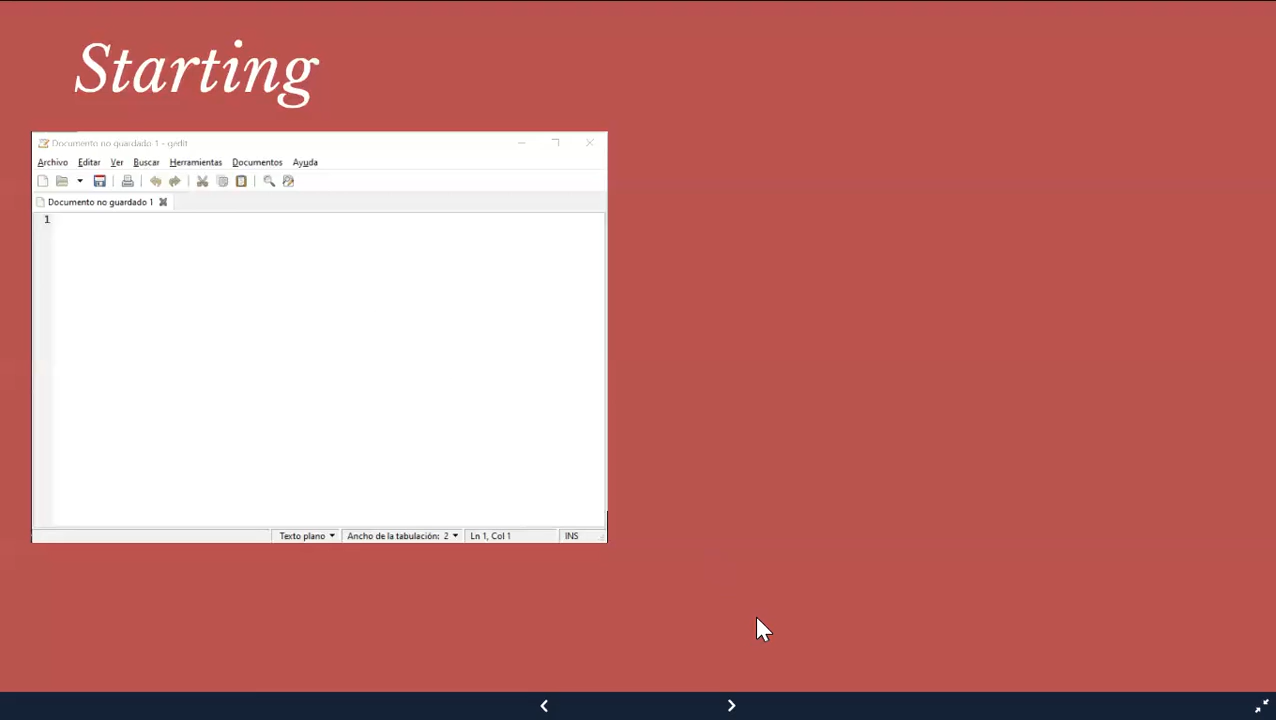 Starting
Documento no guardado 1 - gedit
Archivo Editar Ver Buscar Herramientas Documentos Ayuda
Documento no guardado 1
1
Texto plano Ancho de la tabulación: 2 Ln 1, Col 1 INS